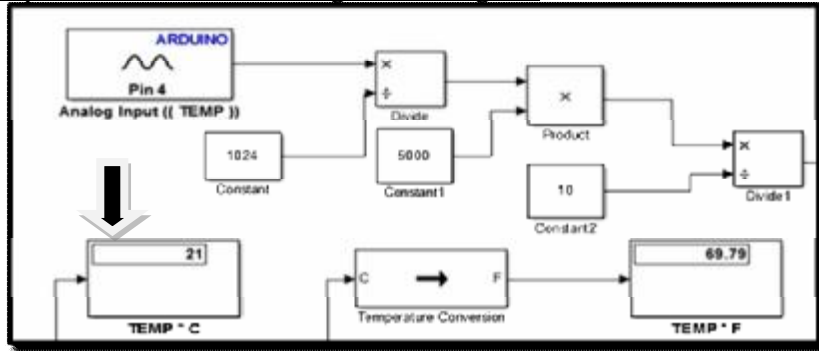 ARDUINO
Pin 4
Analog Input (( TEMP ))
×
÷
Divide
1024
Constant
5000
Constant1
×
Product
10
Constant2
×
÷
Divide1
21
TEMP * C
C
F
Temperature Conversion
69.79
TEMP * F